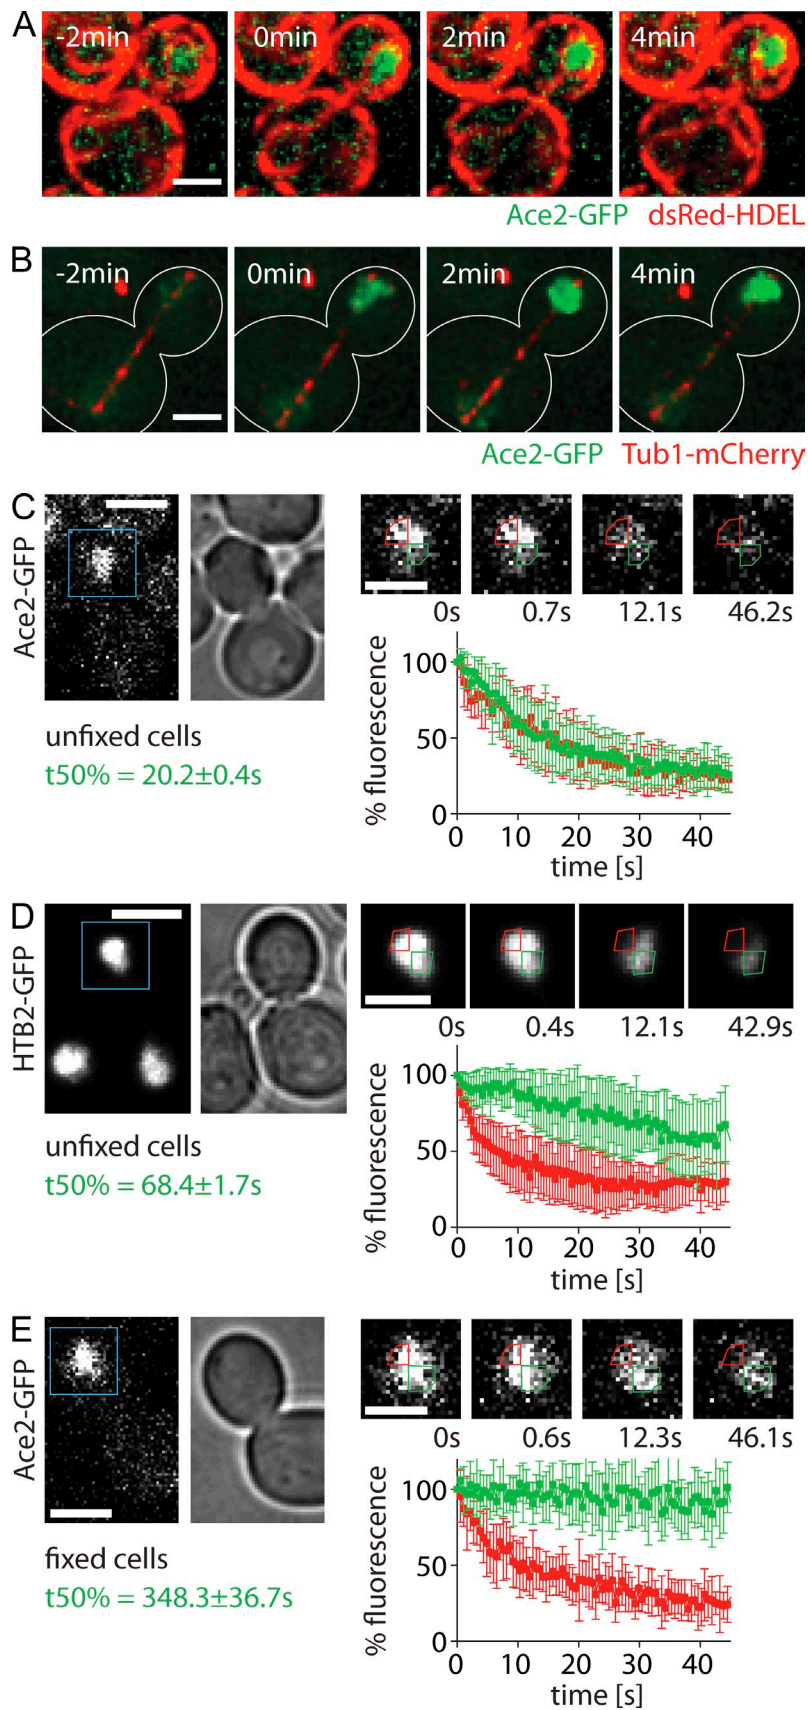 A
-2min 0min 2min 4min
Ace2-GFP dsRed-HDEL
B
-2min 0min 2min 4min
Ace2-GFP Tub1-mCherry
C
Ace2-GFP
0s 0.7s 12.1s 46.2s
unfixed cells
t50% = 20.2±0.4s
% fluorescence
100
50
0
0 10 20 30 40
time [s]
D
HTB2-GFP
0s 0.4s 12.1s 42.9s
unfixed cells
t50% = 68.4±1.7s
% fluorescence
100
50
0
0 10 20 30 40
time [s]
E
Ace2-GFP
0s 0.6s 12.3s 46.1s
fixed cells
t50% = 348.3±36.7s
% fluorescence
100
50
0
0 10 20 30 40
time [s]